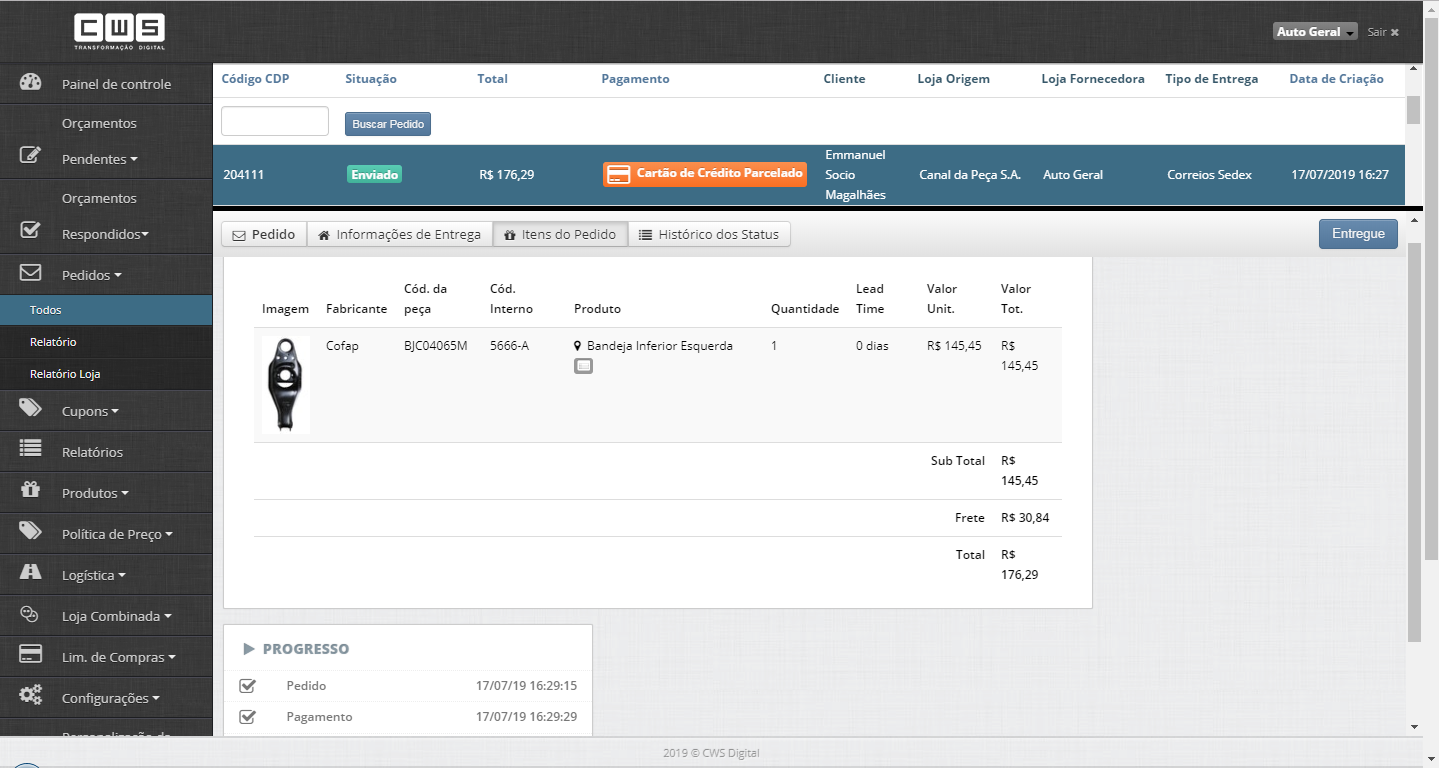 CWS
TRANSFORMAÇÃO DIGITAL
Auto Geral
Sair ×
Painel de controle
Orçamentos
Pendentes
Orçamentos
Respondidos
Pedidos
Todos
Relatório
Relatório Loja
Cupons
Relatórios
Produtos
Política de Preço
Logística
Loja Combinada
Lim. de Compras
Configurações
Código CDP Situação Total Pagamento Cliente Loja Origem Loja Fornecedora Tipo de Entrega Data de Criação
Buscar Pedido
204111 Enviado R$ 176,29 Cartão de Crédito Parcelado Emmanuel
Socio
Magalhães
Canal da Peça S.A. Auto Geral Correios Sedex 17/07/2019 16:27
Pedido Informações de Entrega Itens do Pedido Histórico dos Status Entregue
Imagem Fabricante Cód. da
peça
Cód.
Interno
Produto Quantidade Lead
Time
Valor
Unit.
Valor
Tot.
Cofap BJC04065M 5666-A Bandeja Inferior Esquerda 1 0 dias R$ 145,45 R$
145,45
Sub Total R$
145,45
Frete R$ 30,84
Total R$
176,29
PROGRESSO
Pedido 17/07/19 16:29:15
Pagamento 17/07/19 16:29:29
2019 © CWS Digital